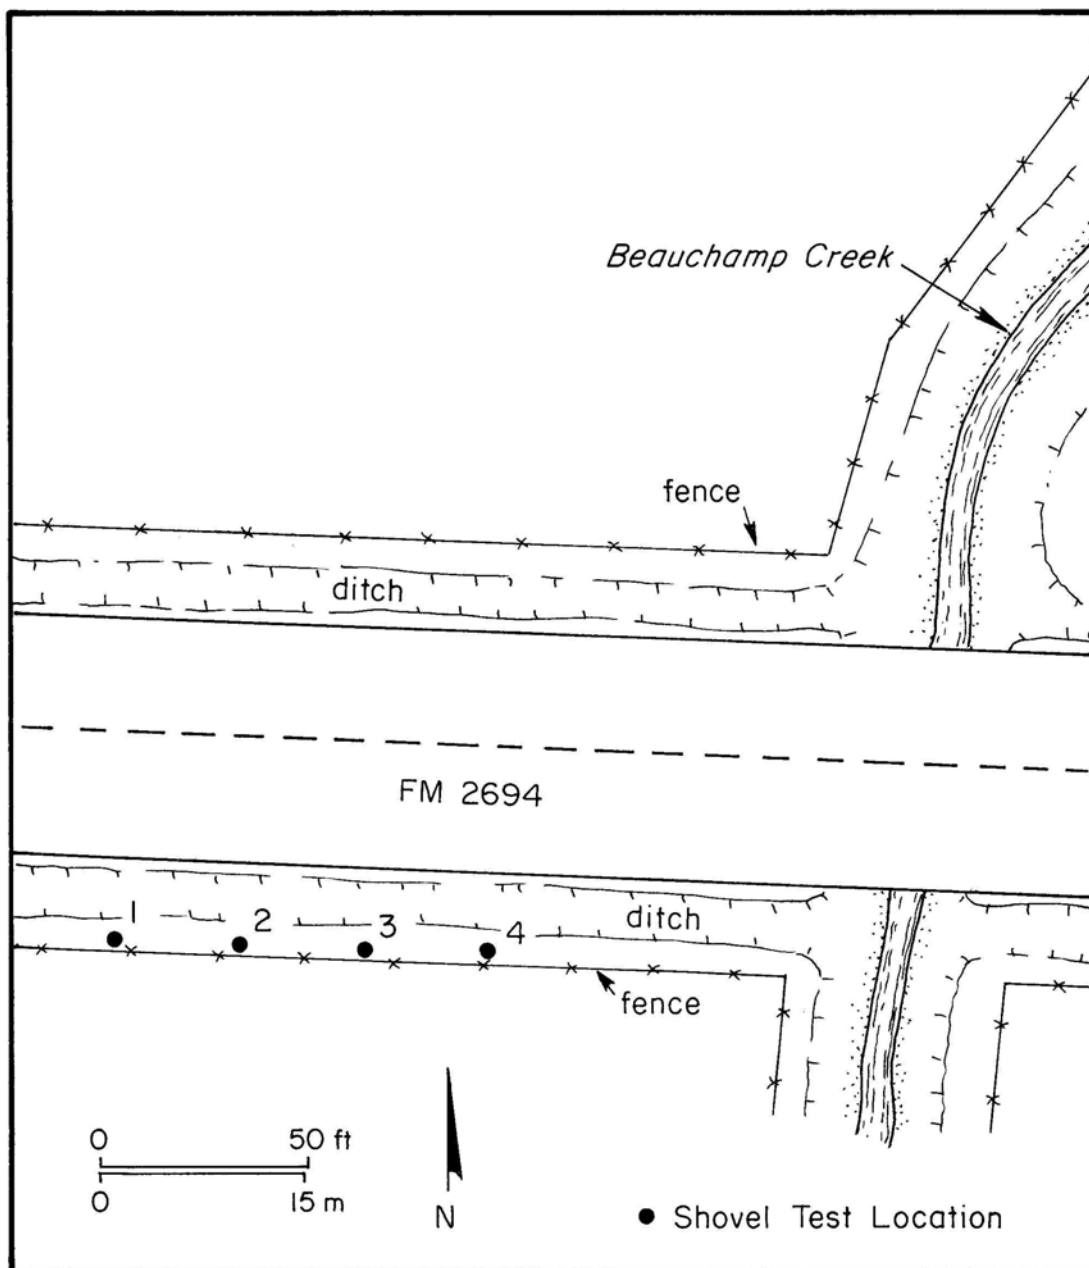 Beauchamp Creek
fence
ditch
FM 2694
1
2
3
4
ditch
fence
0
50 ft
0
15 m
N
Shovel Test Location